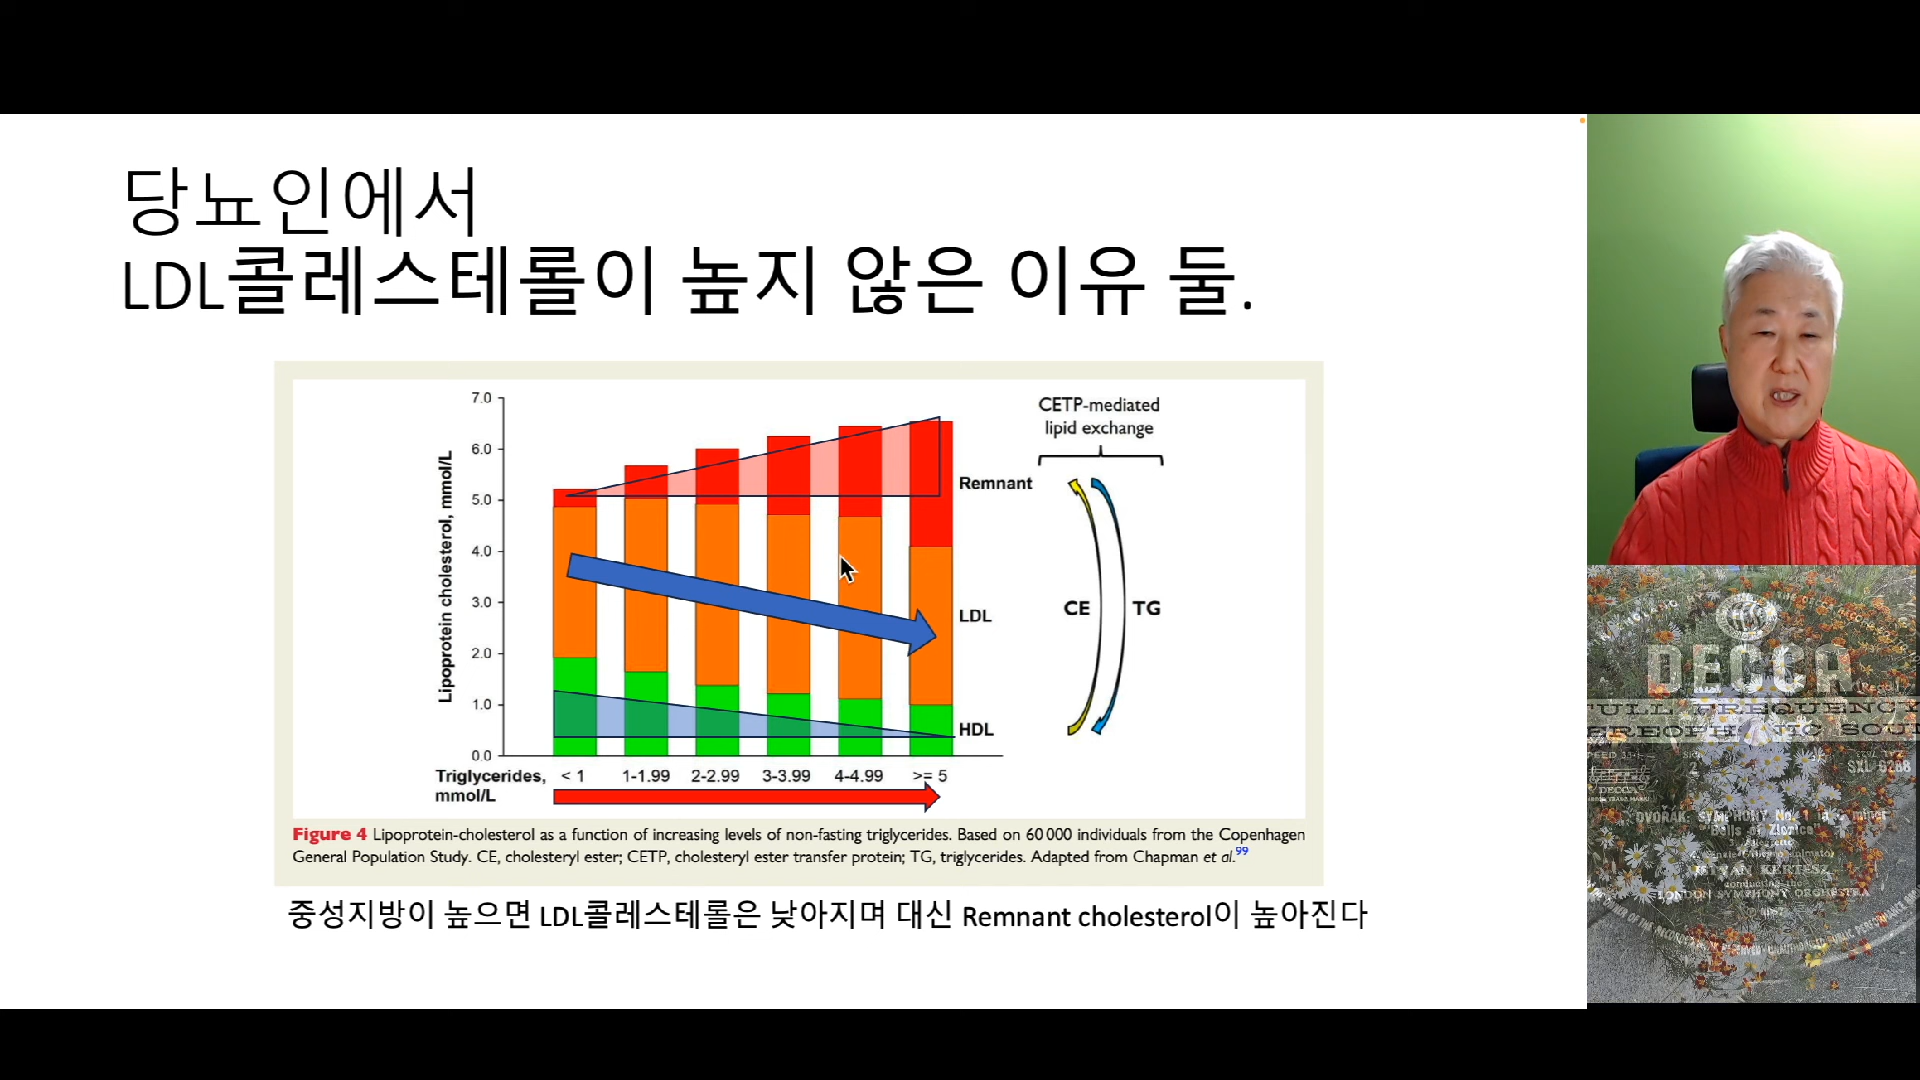 당뇨인에서
LDL콜레스테롤이 높지 않은 이유 둘.
7.0
6.0
5.0
4.0
3.0
2.0
1.0
0.0
Lipoprotein cholesterol, mmol/L
Remnant
LDL
HDL
CETP-mediated
lipid exchange
CE TG
Triglycerides, < 1 1-1.99 2-2.99 3-3.99 4-4.99 >= 5
mmol/L
Figure 4 Lipoprotein-cholesterol as a function of increasing levels of non-fasting triglycerides. Based on 60 000 individuals from the Copenhagen
General Population Study. CE, cholesteryl ester; CETP, cholesteryl ester transfer protein; TG, triglycerides. Adapted from Chapman et al.99
중성지방이 높으면 LDL콜레스테롤은 낮아지며 대신 Remnant cholesterol이 높아진다
DECCA
FULL FREQUENCY
STEREOPHONIC SOUND
2
SXL 6288
DECCA
DVOŘÁK: SYMPHONY No. 1 in C minor
"Bells of Zlonice"
ISTVAN KERTESZ
conducting the
LONDON SYMPHONY ORCHESTRA